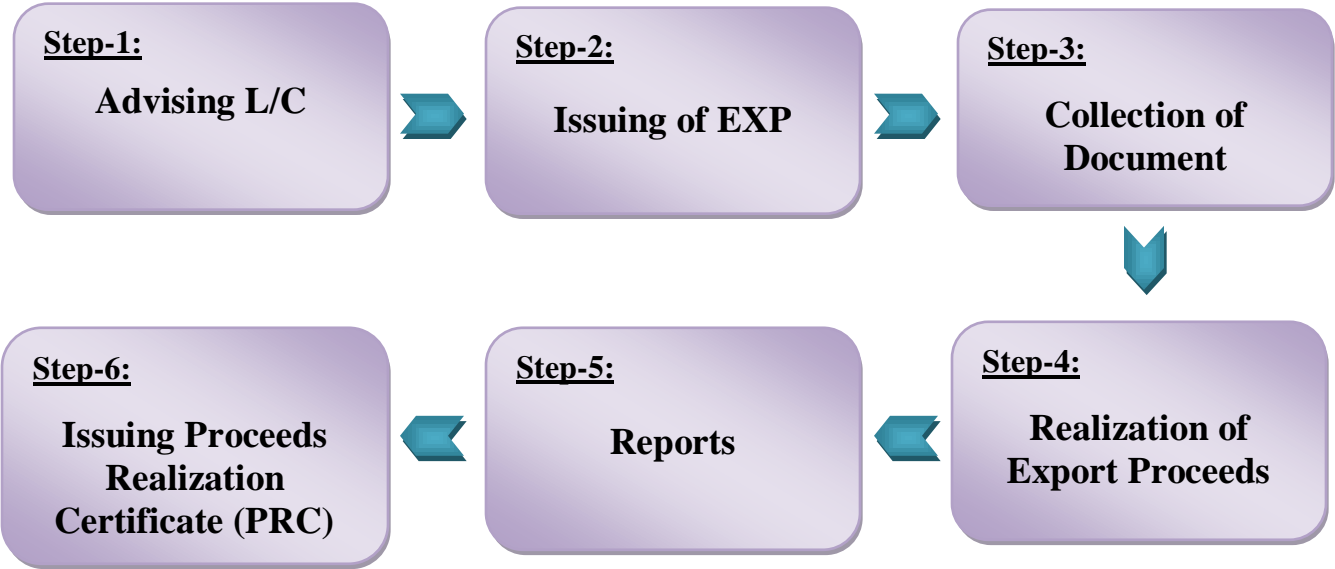 Step-1:
Advising L/C
Step-2:
Issuing of EXP
Step-3:
Collection of
Document
Step-4:
Realization of
Export Proceeds
Step-5:
Reports
Step-6:
Issuing Proceeds
Realization
Certificate (PRC)